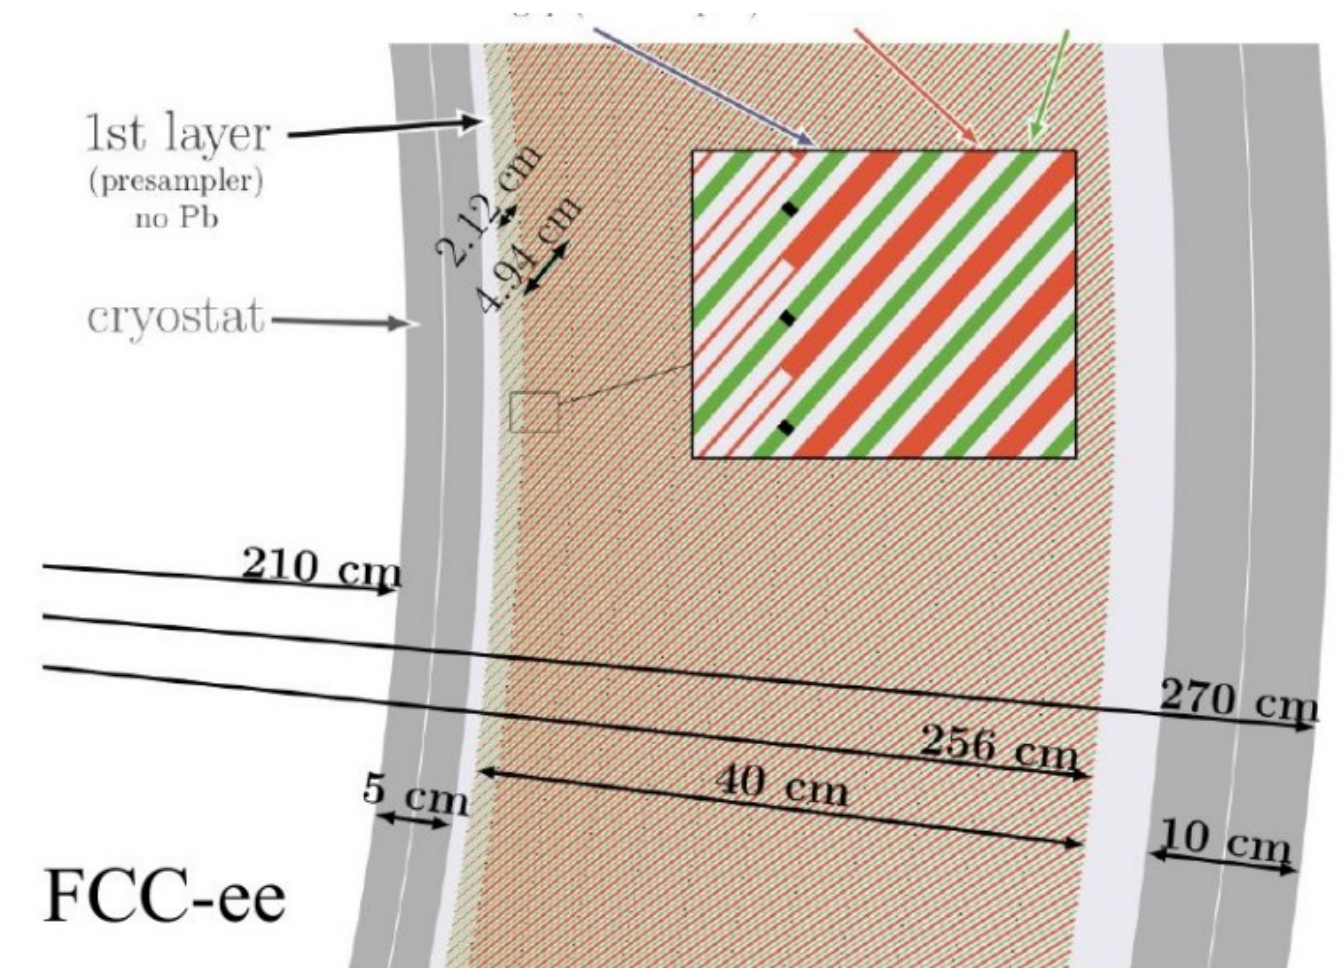 1st layer
(presampler)
no Pb
2.12 cm
4.94 cm
cryostat
210 cm
270 cm
256 cm
40 cm
5 cm
10 cm
FCC-ee